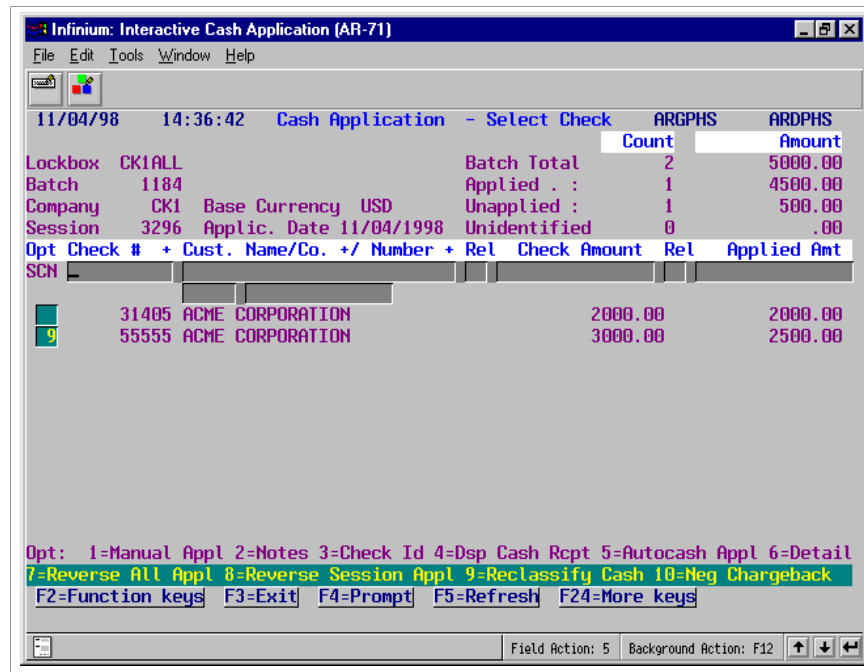 Infinium: Interactive Cash Application (AR-71)
File Edit Tools Window Help
11/04/98 14:36:42 Cash Application - Select Check ARGPHS ARDPHS
Count Amount
Lockbox CK1ALL Batch Total 2 5000.00
Batch 1184 Applied . : 1 4500.00
Company CK1 Base Currency USD Unapplied : 1 500.00
Session 3296 Applic. Date 11/04/1998 Unidentified 0 .00
Opt Check # + Cust. Name/Co. +/ Number + Rel Check Amount Rel Applied Amt
SCN
31405 ACME CORPORATION 2000.00 2000.00
9 55555 ACME CORPORATION 3000.00 2500.00
Opt: 1=Manual Appl 2=Notes 3=Check Id 4=Dsp Cash Rcpt 5=Autocash Appl 6=Detail
7=Reverse All Appl 8=Reverse Session Appl 9=Reclassify Cash 10=Neg Chargeback
F2=Function keys F3=Exit F4=Prompt F5=Refresh F24=More keys
Field Action: 5 Background Action: F12